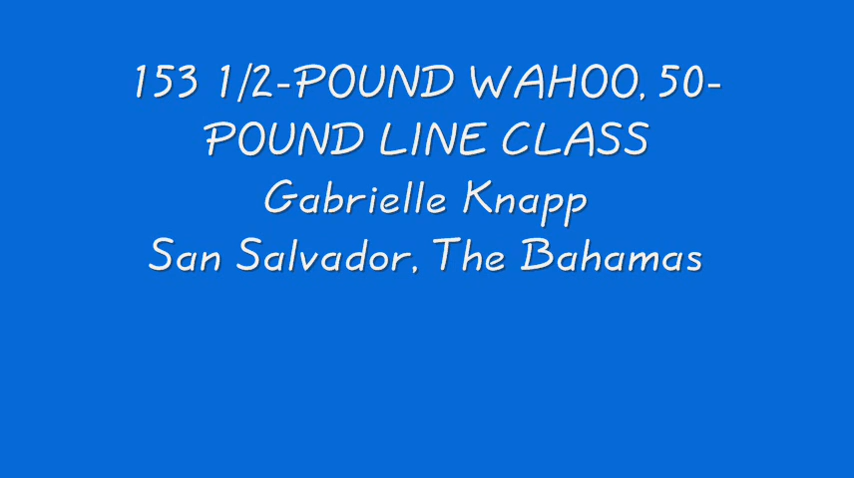 153 1/2-POUND WAHOO, 50-
POUND LINE CLASS
Gabrielle Knapp
San Salvador, The Bahamas